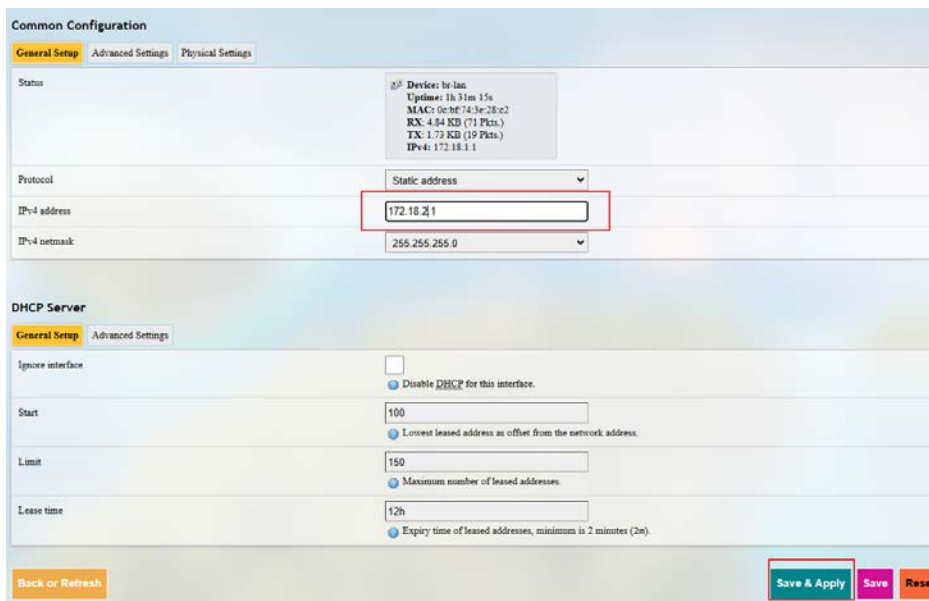 Common Configuration
General Setup Advanced Settings Physical Settings
Status
Device: br-lan
Uptime: 1h 31m 15s
MAC: 0c:bf:74:3e:28:e2
RX: 4.84 KB (71 Pkts.)
TX: 1.73 KB (19 Pkts.)
IPv4: 172.18.1.1
Protocol Static address
IPv4 address 172.18.2.1
IPv4 netmask 255.255.255.0
DHCP Server
General Setup Advanced Settings
Ignore interface
Disable DHCP for this interface.
Start 100
Lowest leased address as offset from the network address.
Limit 150
Maximum number of leased addresses.
Lease time 12h
Expiry time of leased addresses, minimum is 2 minutes (2m).
Back or Refresh Save & Apply Save Rese